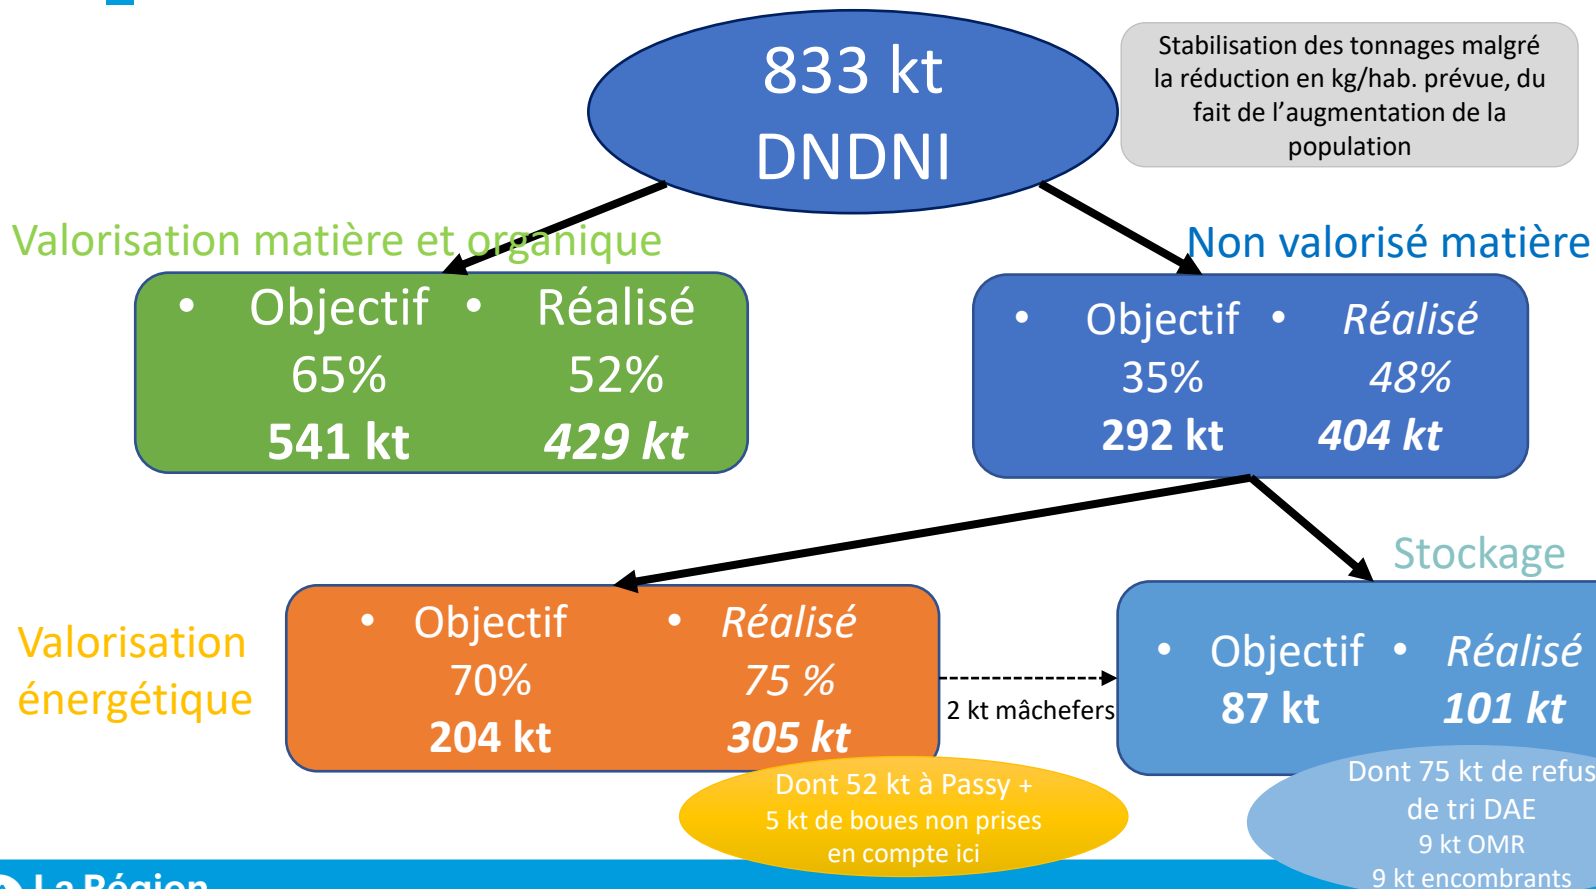 833 kt
DNDNI
Stabilisation des tonnages malgré
la réduction en kg/hab. prévue, du
fait de l'augmentation de la
population
Valorisation matière et organique
• Objectif
65%
541 kt
• Réalisé
52%
429 kt
Non valorisé matière
• Objectif
35%
292 kt
• Réalisé
48%
404 kt
Valorisation
énergétique
• Objectif
70%
204 kt
• Réalisé
75 %
305 kt
2 kt mâchefers
Stockage
• Objectif
87 kt
• Réalisé
101 kt
Dont 52 kt à Passy +
5 kt de boues non prises
en compte ici
Dont 75 kt de refus
de tri DAE
9 kt OMR
9 kt encombrants
La Région